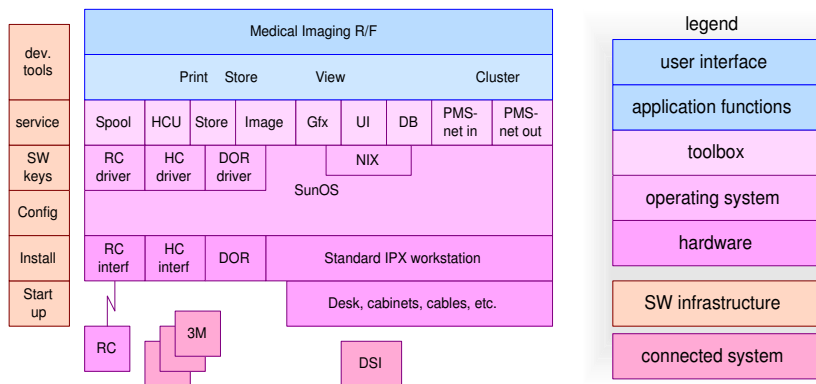 Medical Imaging R/F
dev.
tools
Print Store View Cluster
service
Spool HCU Store Image Gfx UI DB
PMS-
net in
PMS-
net out
SW
keys
RC
driver
HC
driver
DOR
driver
NIX
SunOS
Config
Install
RC
interf
HC
interf
DOR
Standard IPX workstation
Start
up
Desk, cabinets, cables, etc.
RC
3M
DSI
legend
user interface
application functions
toolbox
operating system
hardware
SW infrastructure
connected system